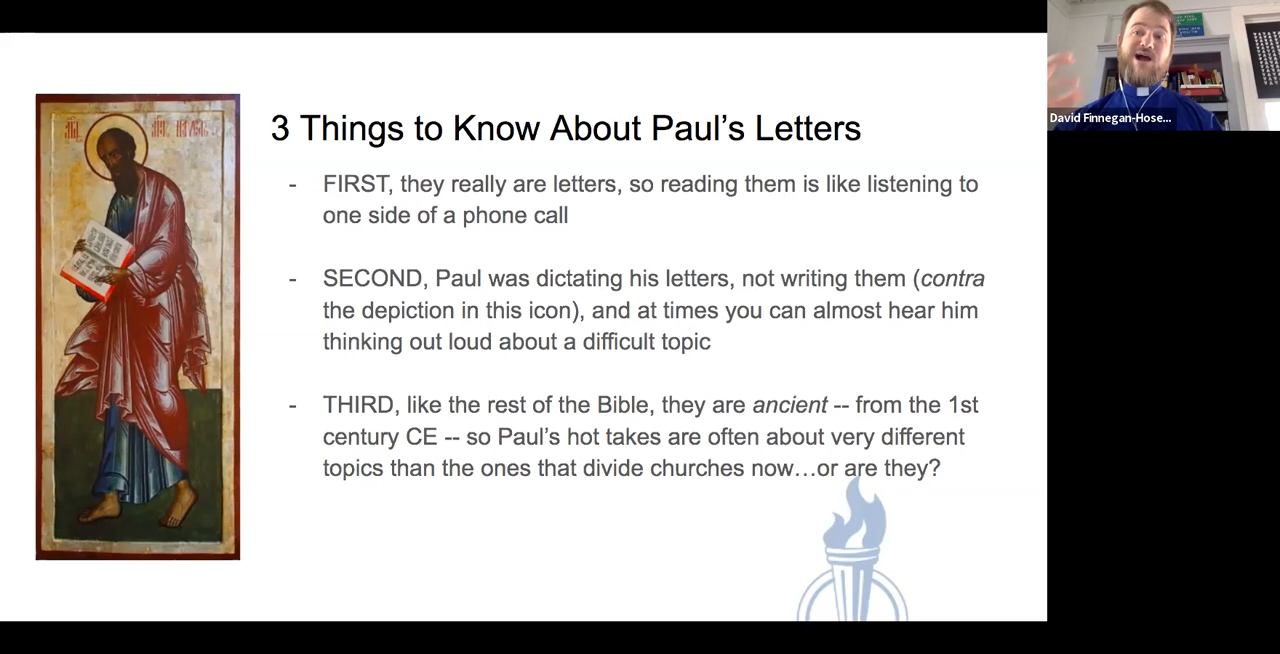 3 Things to Know About Paul’s Letters
- FIRST, they really are letters, so reading them is like listening to
one side of a phone call
- SECOND, Paul was dictating his letters, not writing them (contra
the depiction in this icon), and at times you can almost hear him
thinking out loud about a difficult topic
- THIRD, like the rest of the Bible, they are ancient -- from the 1st
century CE -- so Paul’s hot takes are often about very different
topics than the ones that divide churches now…or are they?
David Finnegan-Hose...